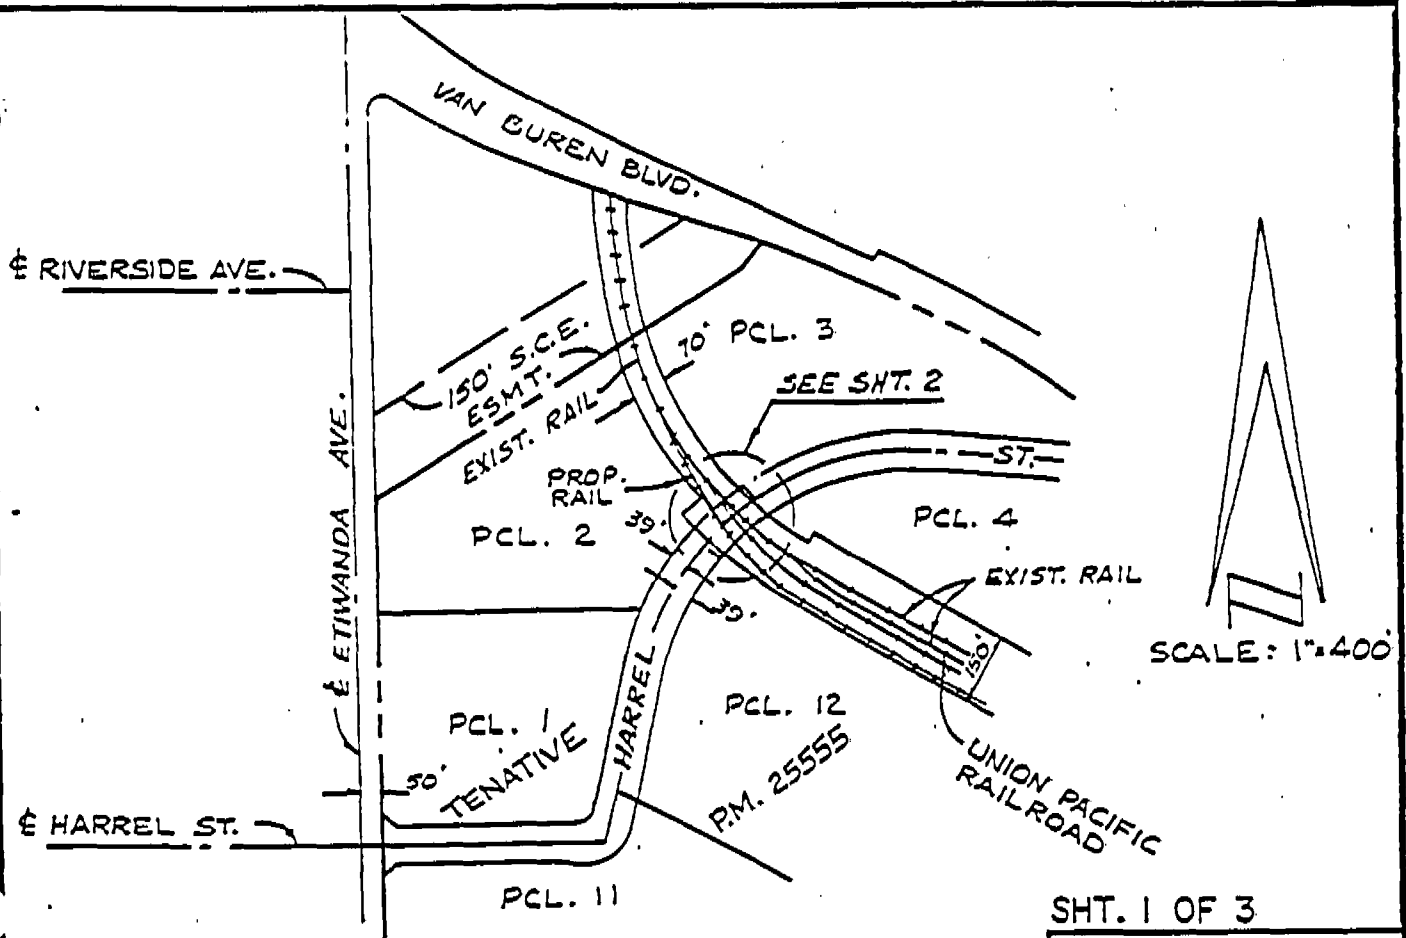 VAN BUREN BLVD.
℄ RIVERSIDE AVE.
150' S.C.E.
ESMT.
EXIST. RAIL
70'
PCL. 3
SEE SHT. 2
ST.
PROP.
RAIL
PCL. 2
39'
PCL. 4
EXIST. RAIL
39'
150'
℄ ETIWANDA AVE.
SCALE: 1"=400'
HARREL
PCL. 1
TENATIVE
PCL. 12
P.M. 25555
UNION PACIFIC
RAILROAD
50'
℄ HARREL ST.
PCL. 11
SHT. 1 OF 3